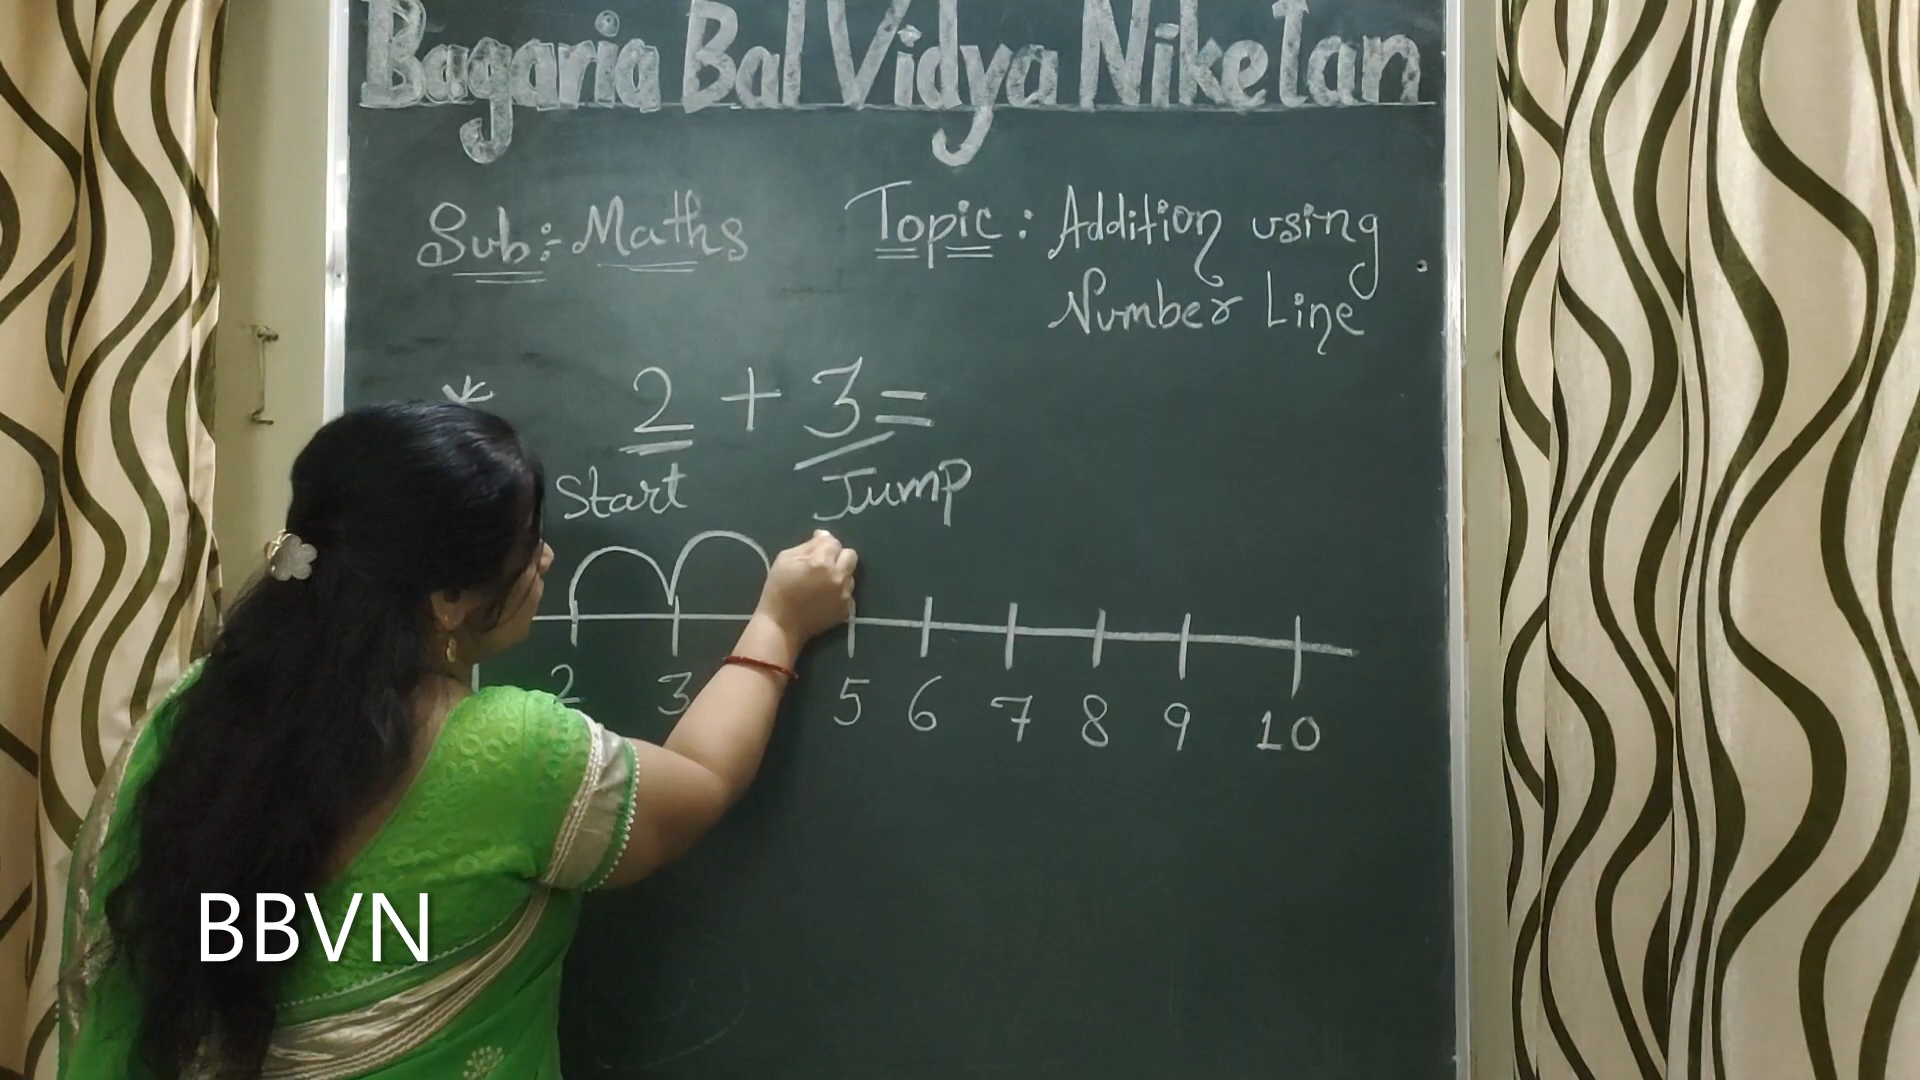 Bagaria Bal Vidya Niketan
Sub:- Maths
Topic: Addition using
Number Line
* 2 + 3 =
Start Jump
2 3 5 6 7 8 9 10
BBVN